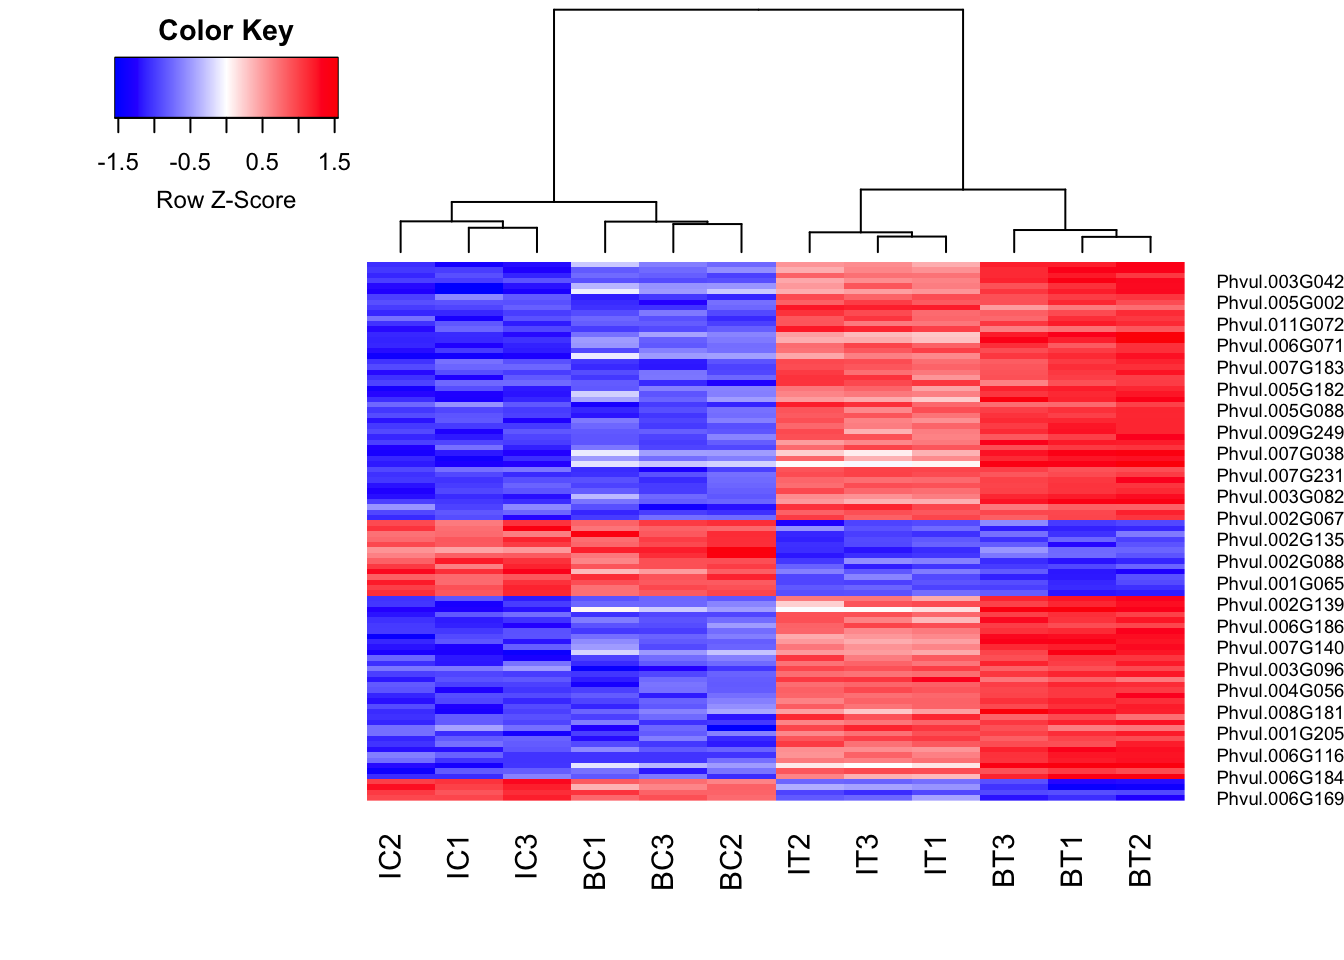 Color Key
-1.5 -0.5 0.5 1.5
Row Z-Score
Phvul.003G042
Phvul.005G002
Phvul.011G072
Phvul.006G071
Phvul.007G183
Phvul.005G182
Phvul.005G088
Phvul.009G249
Phvul.007G038
Phvul.007G231
Phvul.003G082
Phvul.002G067
Phvul.002G135
Phvul.002G088
Phvul.001G065
Phvul.002G139
Phvul.006G186
Phvul.007G140
Phvul.003G096
Phvul.004G056
Phvul.008G181
Phvul.001G205
Phvul.006G116
Phvul.006G184
Phvul.006G169
IC2 IC1 IC3 BC1 BC3 BC2 IT2 IT3 IT1 BT3 BT1 BT2